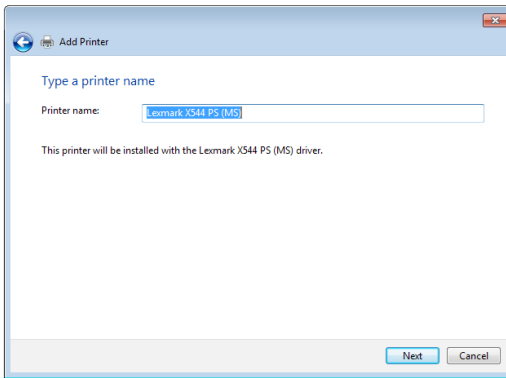 Add Printer
Type a printer name
Printer name: Lexmark X544 PS (MS)
This printer will be installed with the Lexmark X544 PS (MS) driver.
Next Cancel